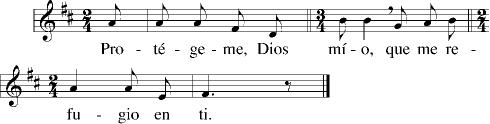 Pro - té - ge - me, Dios mí - o, que me re -
fu - gio en ti.